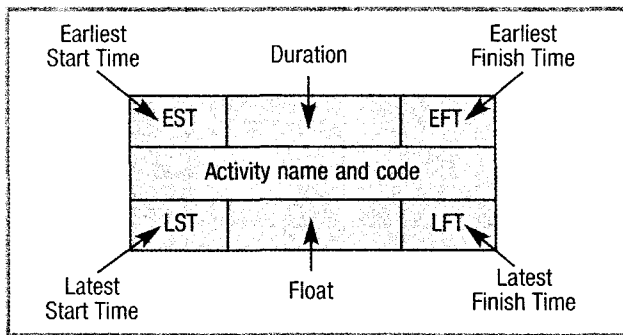 Earliest
Start Time
Duration
Earliest
Finish Time
EST
EFT
Activity name and code
LST
LFT
Latest
Start Time
Float
Latest
Finish Time